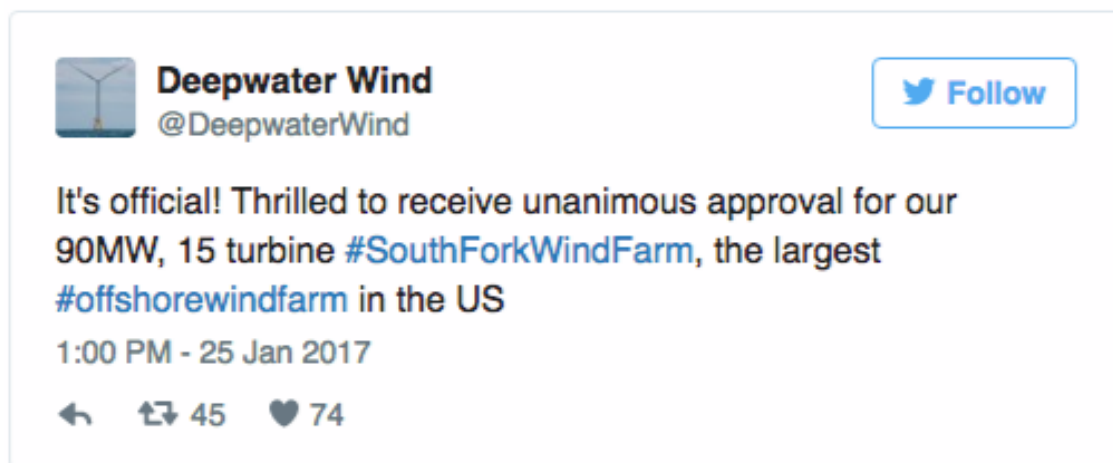 Deepwater Wind
@DeepwaterWind
Follow
It's official! Thrilled to receive unanimous approval for our
90MW, 15 turbine #SouthForkWindFarm, the largest
#offshorewindfarm in the US
1:00 PM - 25 Jan 2017
45 74